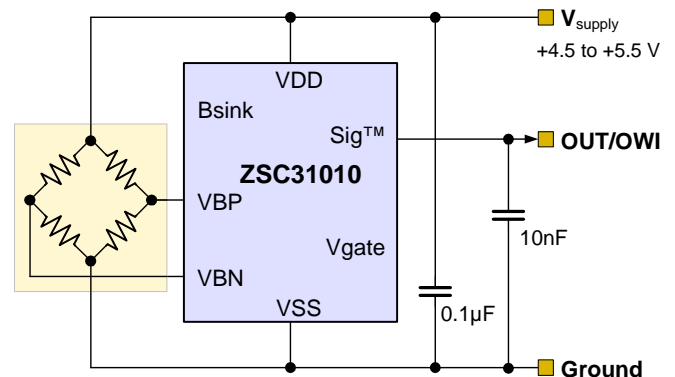 V supply
+4.5 to +5.5 V
VDD
Bsink
Sig™
OUT/OWI
ZSC31010
VBP
10nF
Vgate
VBN
0.1µF
VSS
Ground